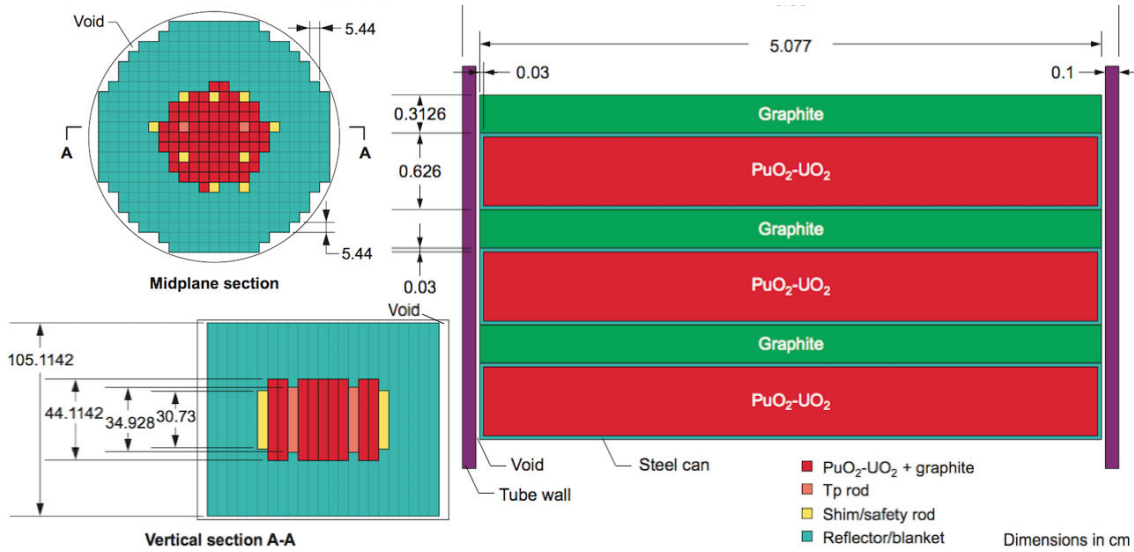 Void
5.44
A
A
5.44
Midplane section
Void
105.1142
44.1142
34.928
30.73
Vertical section A-A
5.077
0.03
0.1
0.3126
Graphite
0.626
PuO₂-UO₂
Graphite
0.03
PuO₂-UO₂
Graphite
PuO₂-UO₂
Void
Steel can
Tube wall
PuO₂-UO₂ + graphite
Tp rod
Shim/safety rod
Reflector/blanket
Dimensions in cm